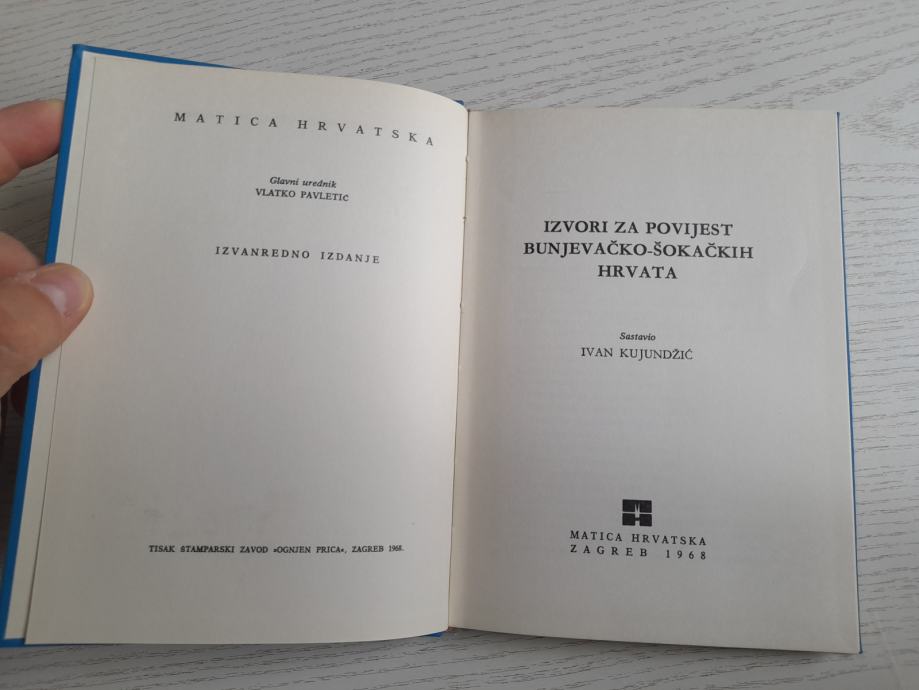 MATICA HRVATSKA
Glavni urednik
VLATKO PAVLETIĆ
IZVANREDNO IZDANJE
TISAK ŠTAMPARSKI ZAVOD »OGNJEN PRICA«, ZAGREB 1968.
IZVORI ZA POVIJEST
BUNJEVAČKO-ŠOKAČKIH
HRVATA
Sastavio
IVAN KUJUNDŽIĆ
MATICA HRVATSKA
ZAGREB 1968